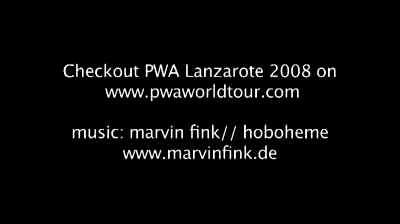 Checkout PWA Lanzarote 2008 on
www.pwaworldtour.com
music: marvin fink// hoboheme
www.marvinfink.de